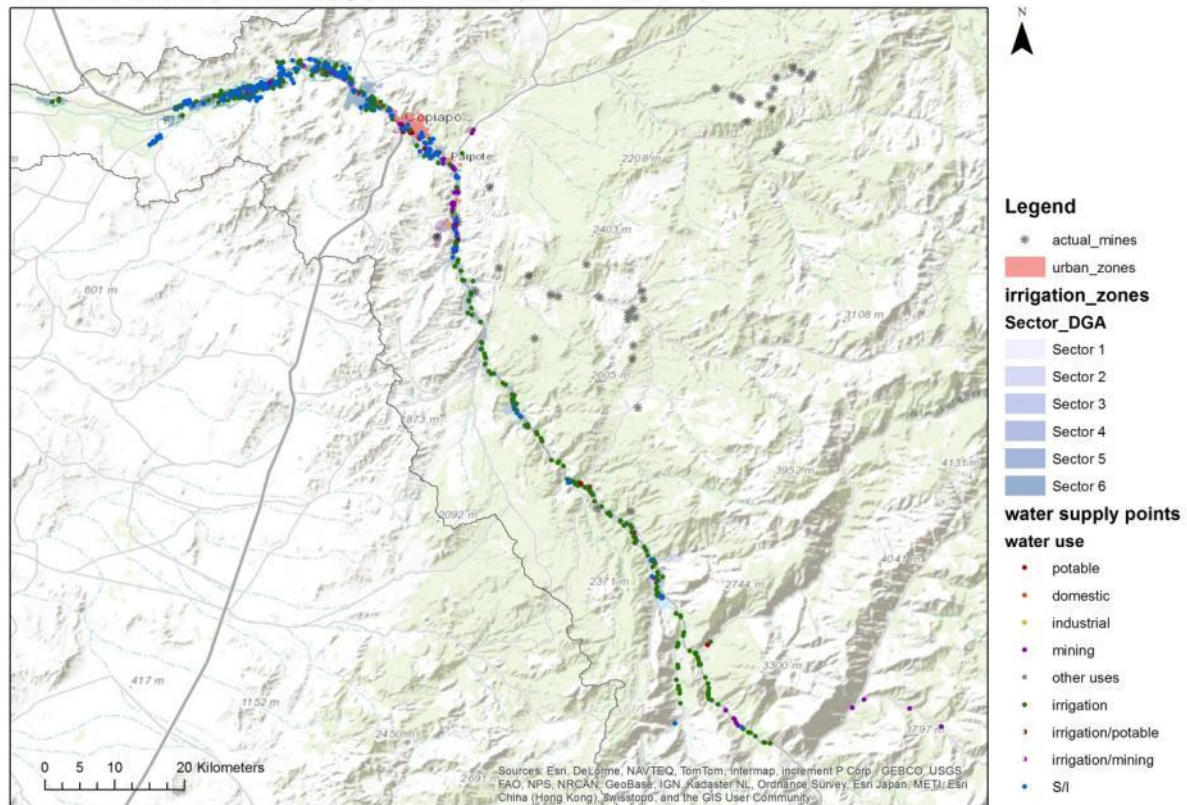 N
Copiapó
Paipote
2208 m
2403 m
601 m
3108 m
2605 m
873 m
3952 m
4131 m
2092 m
4041 m
2371 m
2744 m
3300 m
417 m
1152 m
2450 m
3797 m
2691 m
0 5 10 20 Kilometers
Sources: Esri, DeLorme, NAVTEQ, TomTom, Intermap, increment P Corp., GEBCO, USGS,
FAO, NPS, NRCAN, GeoBase, IGN, Kadaster NL, Ordnance Survey, Esri Japan, METI, Esri
China (Hong Kong), swisstopo, and the GIS User Community
Legend
actual_mines
urban_zones
irrigation_zones
Sector_DGA
Sector 1
Sector 2
Sector 3
Sector 4
Sector 5
Sector 6
water supply points
water use
potable
domestic
industrial
mining
other uses
irrigation
irrigation/potable
irrigation/mining
S/I